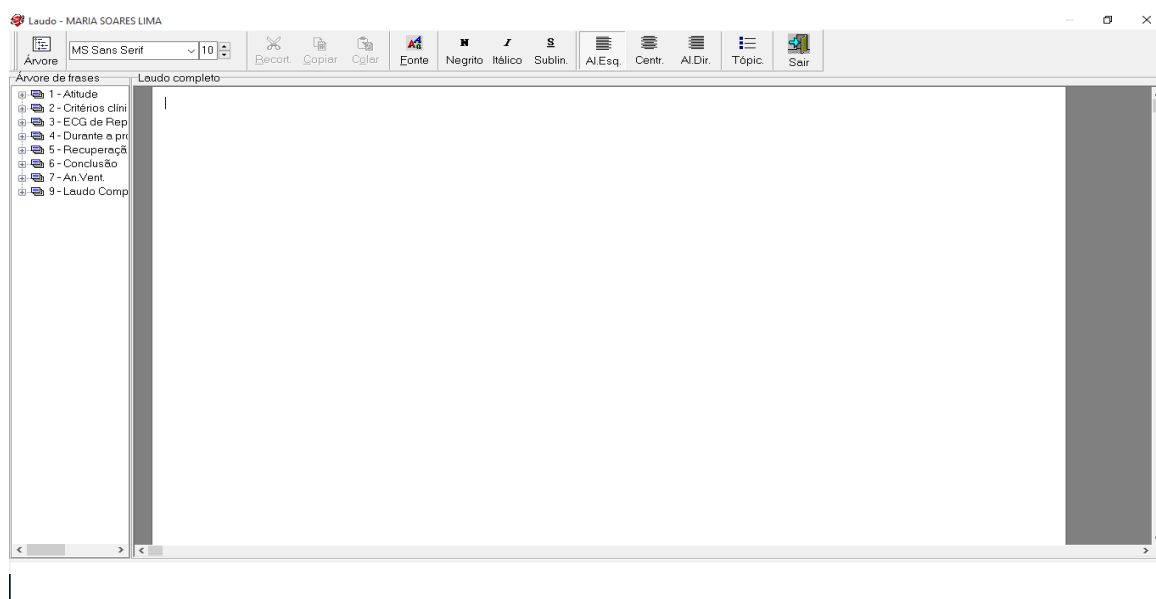 Laudo - MARIA SOARES LIMA
Árvore
MS Sans Serif
10
Recort.
Copiar
Colar
Fonte
N
Negrito
I
Itálico
S
Sublin.
Al.Esq.
Centr.
Al.Dir.
Tópic.
Sair
Árvore de frases
Laudo completo
1 - Atitude
2 - Critérios clíni
3 - ECG de Rep
4 - Durante a pro
5 - Recuperaçã
6 - Conclusão
7 - An.Vent.
9 - Laudo Comp